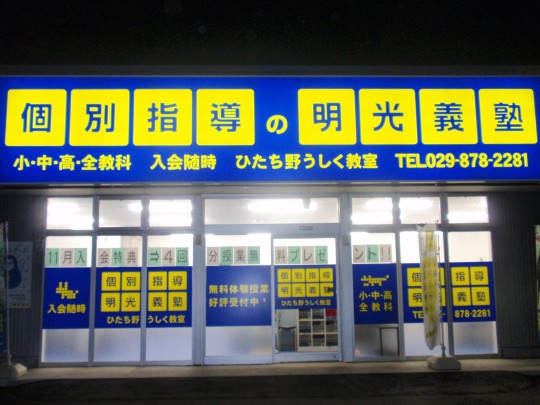 個別指導の明光義塾
小・中・高・全教科 入会随時 ひたち野うしく教室 TEL029-878-2281
11月入会特典⇒4回分授業無料プレゼント!!
入会随時
個別指導
明光義塾
ひたち野うしく教室
無料体験授業
好評受付中!
個別指導
明光義塾
ひたち野うしく教室
小・中・高
全教科
個別指導
明光義塾
878-2281